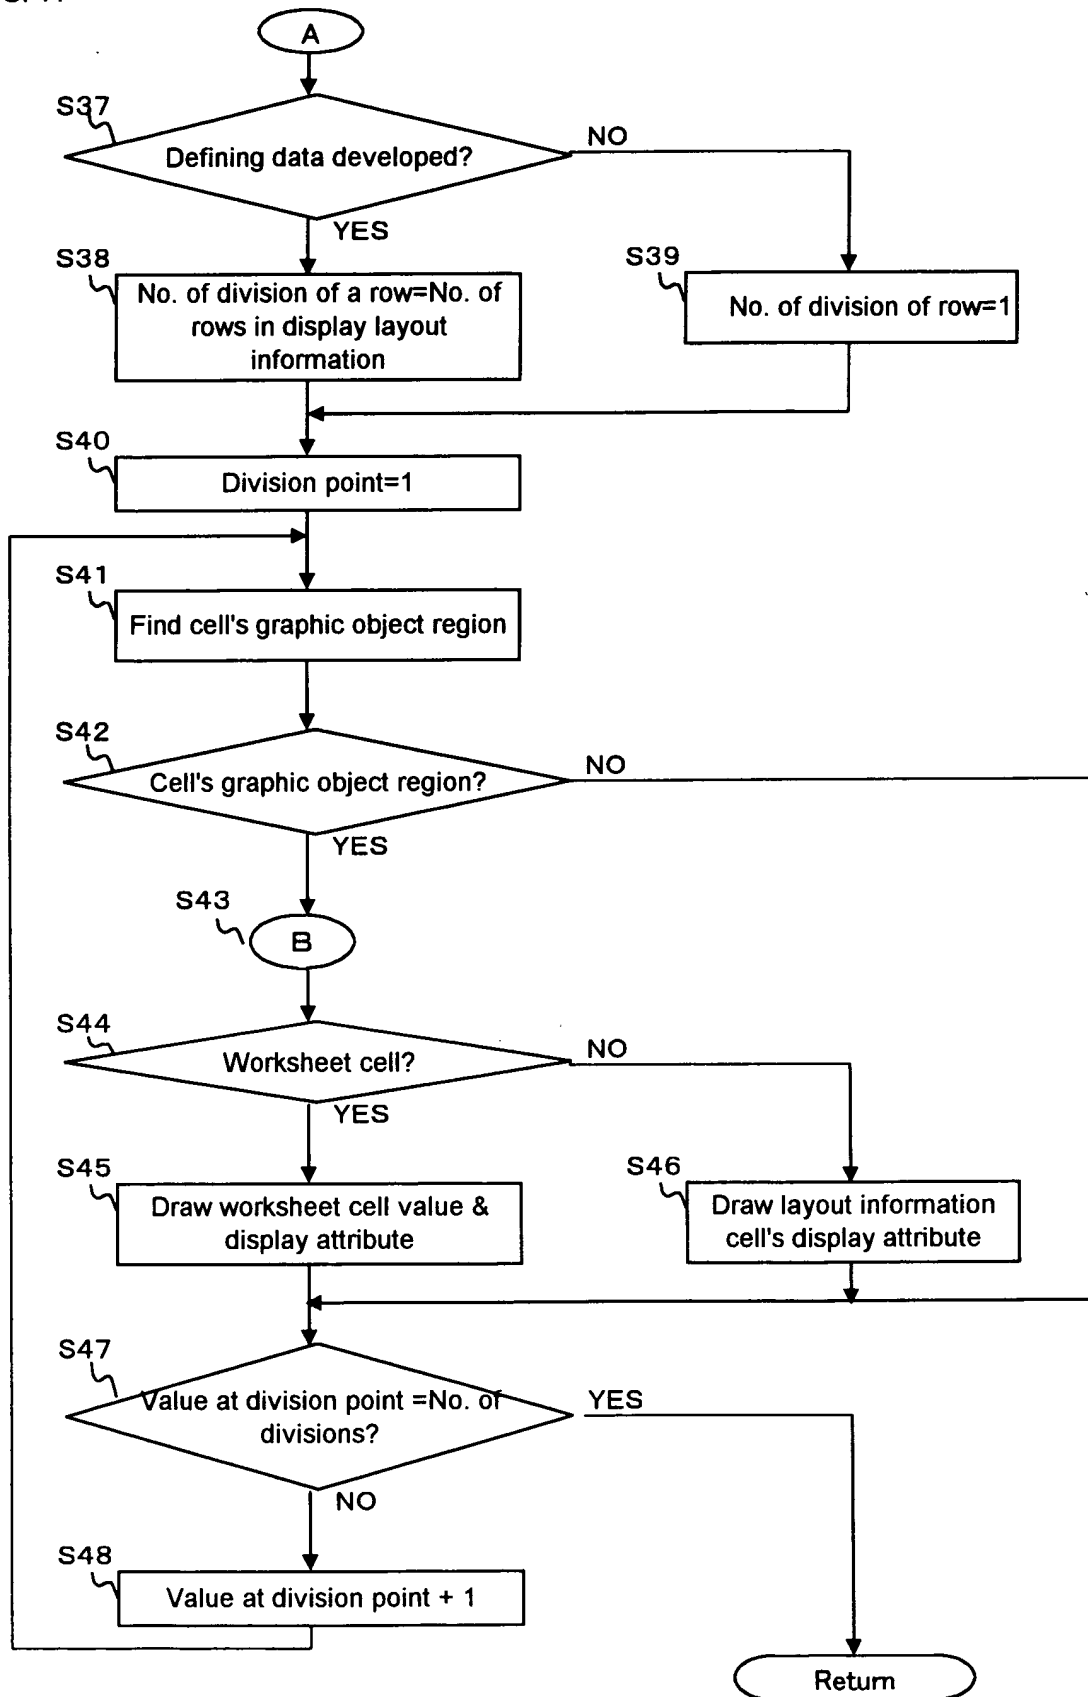 A
S37
Defining data developed?
NO
YES
S38
No. of division of a row=No. of
rows in display layout
information
S39
No. of division of row=1
S40
Division point=1
S41
Find cell's graphic object region
S42
Cell's graphic object region?
NO
YES
S43
B
S44
Worksheet cell?
NO
YES
S45
Draw worksheet cell value &
display attribute
S46
Draw layout information
cell's display attribute
S47
Value at division point =No. of
divisions?
YES
NO
S48
Value at division point + 1
Return